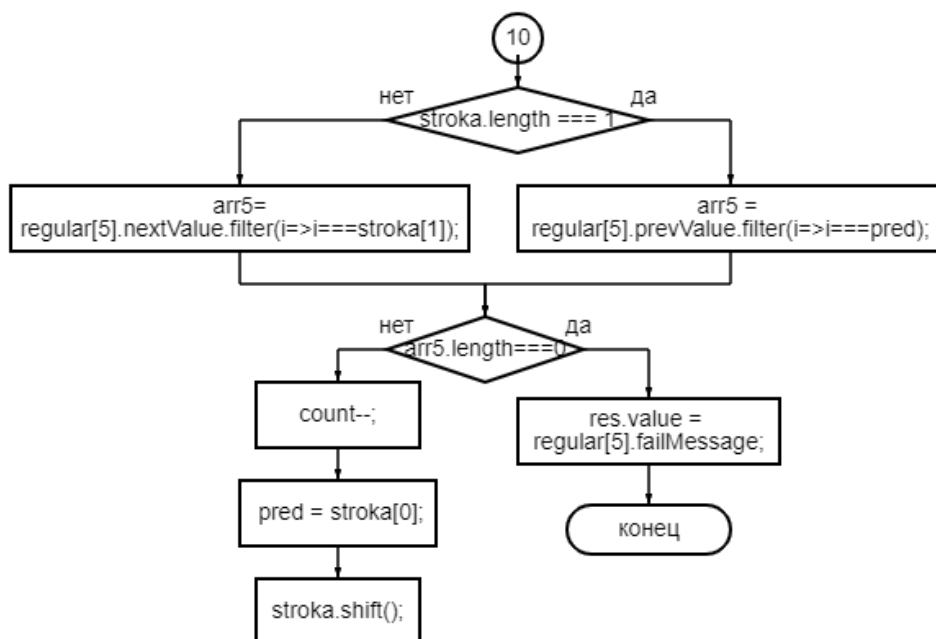 10
нет
да
stroka.length === 1
arr5=
regular[5].nextValue.filter(i=>i===stroka[1]);
arr5 =
regular[5].prevValue.filter(i=>i===pred);
нет
да
arr5.length===0
count--;
res.value =
regular[5].failMessage;
pred = stroka[0];
конец
stroka.shift();